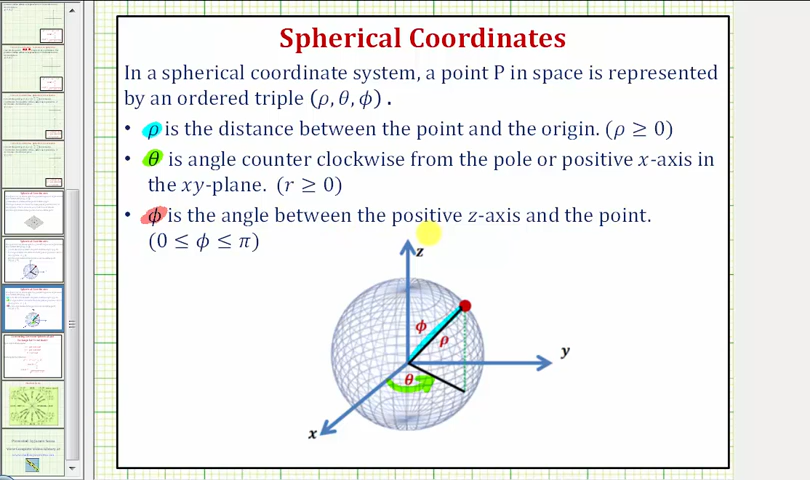 Spherical Coordinates
In a spherical coordinate system, a point P in space is represented
by an ordered triple (ρ, θ, ϕ) .
• ρ is the distance between the point and the origin. (ρ ≥ 0)
• θ is angle counter clockwise from the pole or positive x-axis in
the xy-plane. (r ≥ 0)
• ϕ is the angle between the positive z-axis and the point.
(0 ≤ ϕ ≤ π)
z
ϕ
ρ
y
θ
x